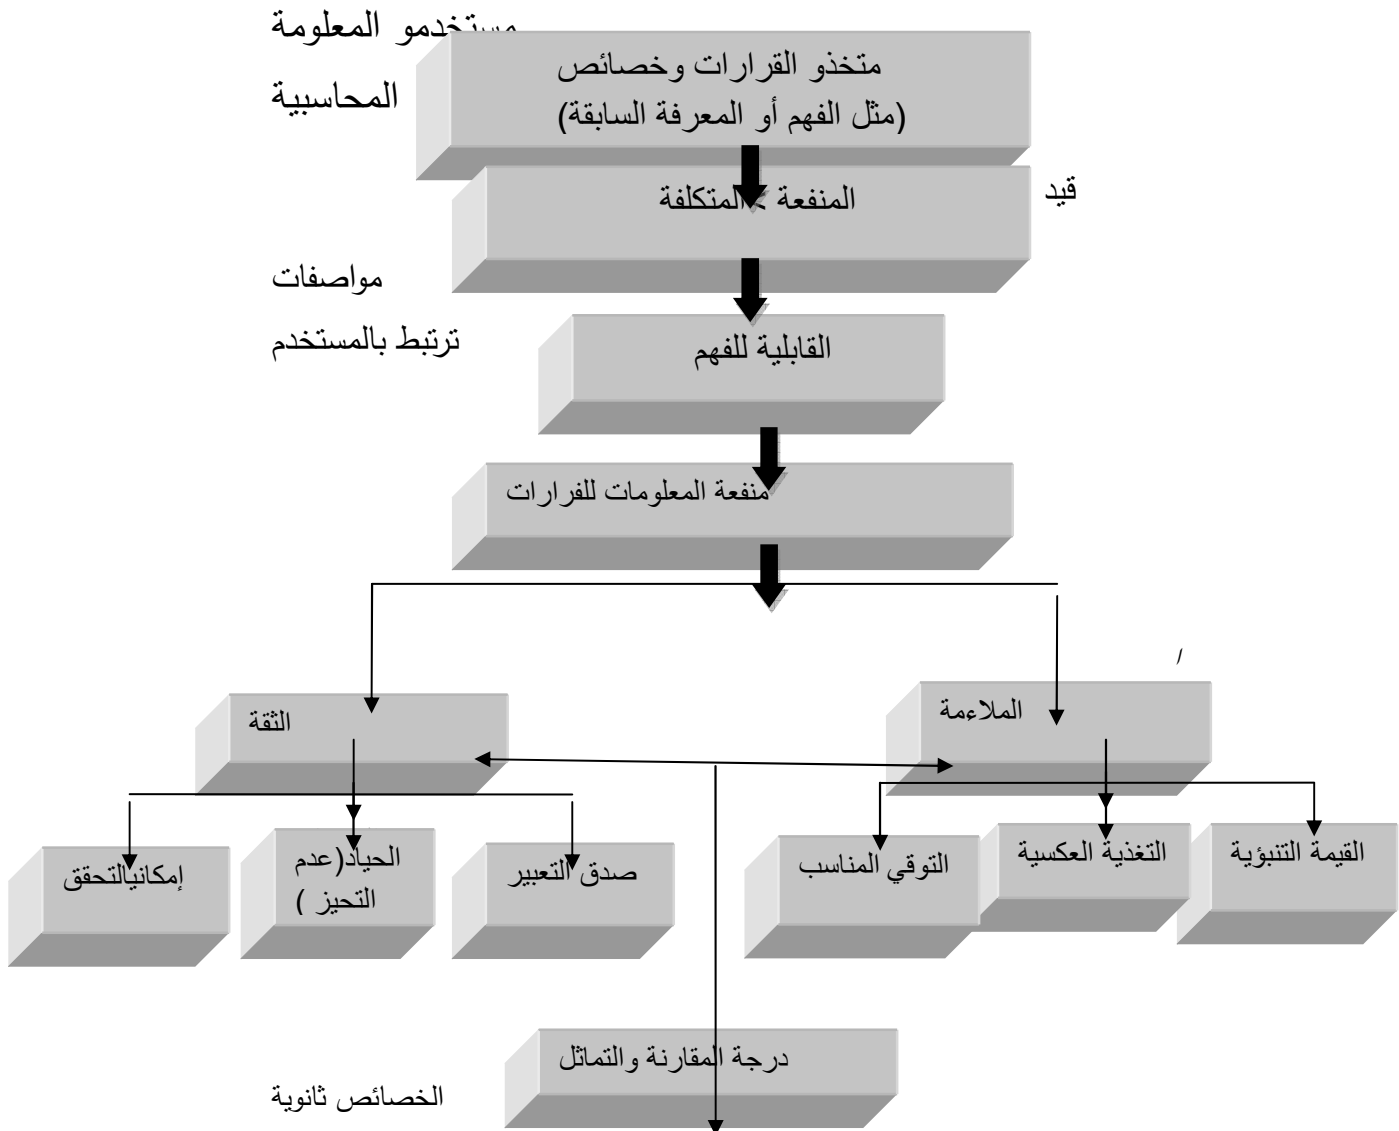 مستخدمو المعلومة
المحاسبية
متخذو القرارات وخصائص
(مثل الفهم أو المعرفة السابقة)
قيد
المنفعة > المتكلفة
مواصفات
ترتبط بالمستخدم
القابلية للفهم
منفعة المعلومات للفرارات
/
الملاءمة
الثقة
القيمة التنبؤية
التغذية العكسية
التوقي المناسب
صدق التعبير
الحياد(عدم
التحيز )
إمكانيالتحقق
درجة المقارنة والتماثل
الخصائص ثانوية